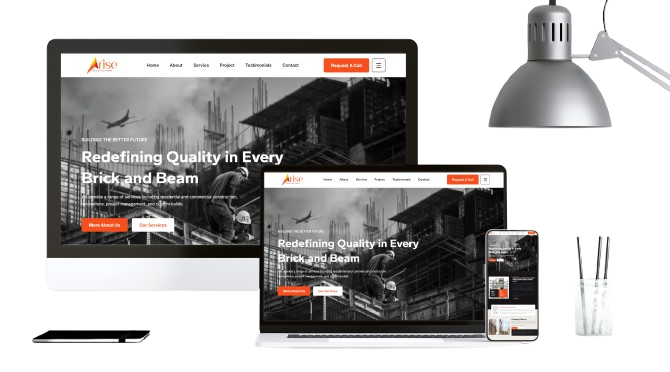 Arise
Home About Service Project Testimonials Contact Request A Call
BUILDING THE BETTER FUTURE
Redefining Quality in Every
Brick and Beam
We provide a range of services including residential and commercial construction,
renovations, project management, and custom builds.
More About Us Our Services
Arise
Home About Service Project Testimonials Contact Request A Call
BUILDING THE BETTER FUTURE
Redefining Quality in Every
Brick and Beam
We provide a range of services including residential and commercial construction,
renovations, project management, and custom builds.
More About Us Our Services